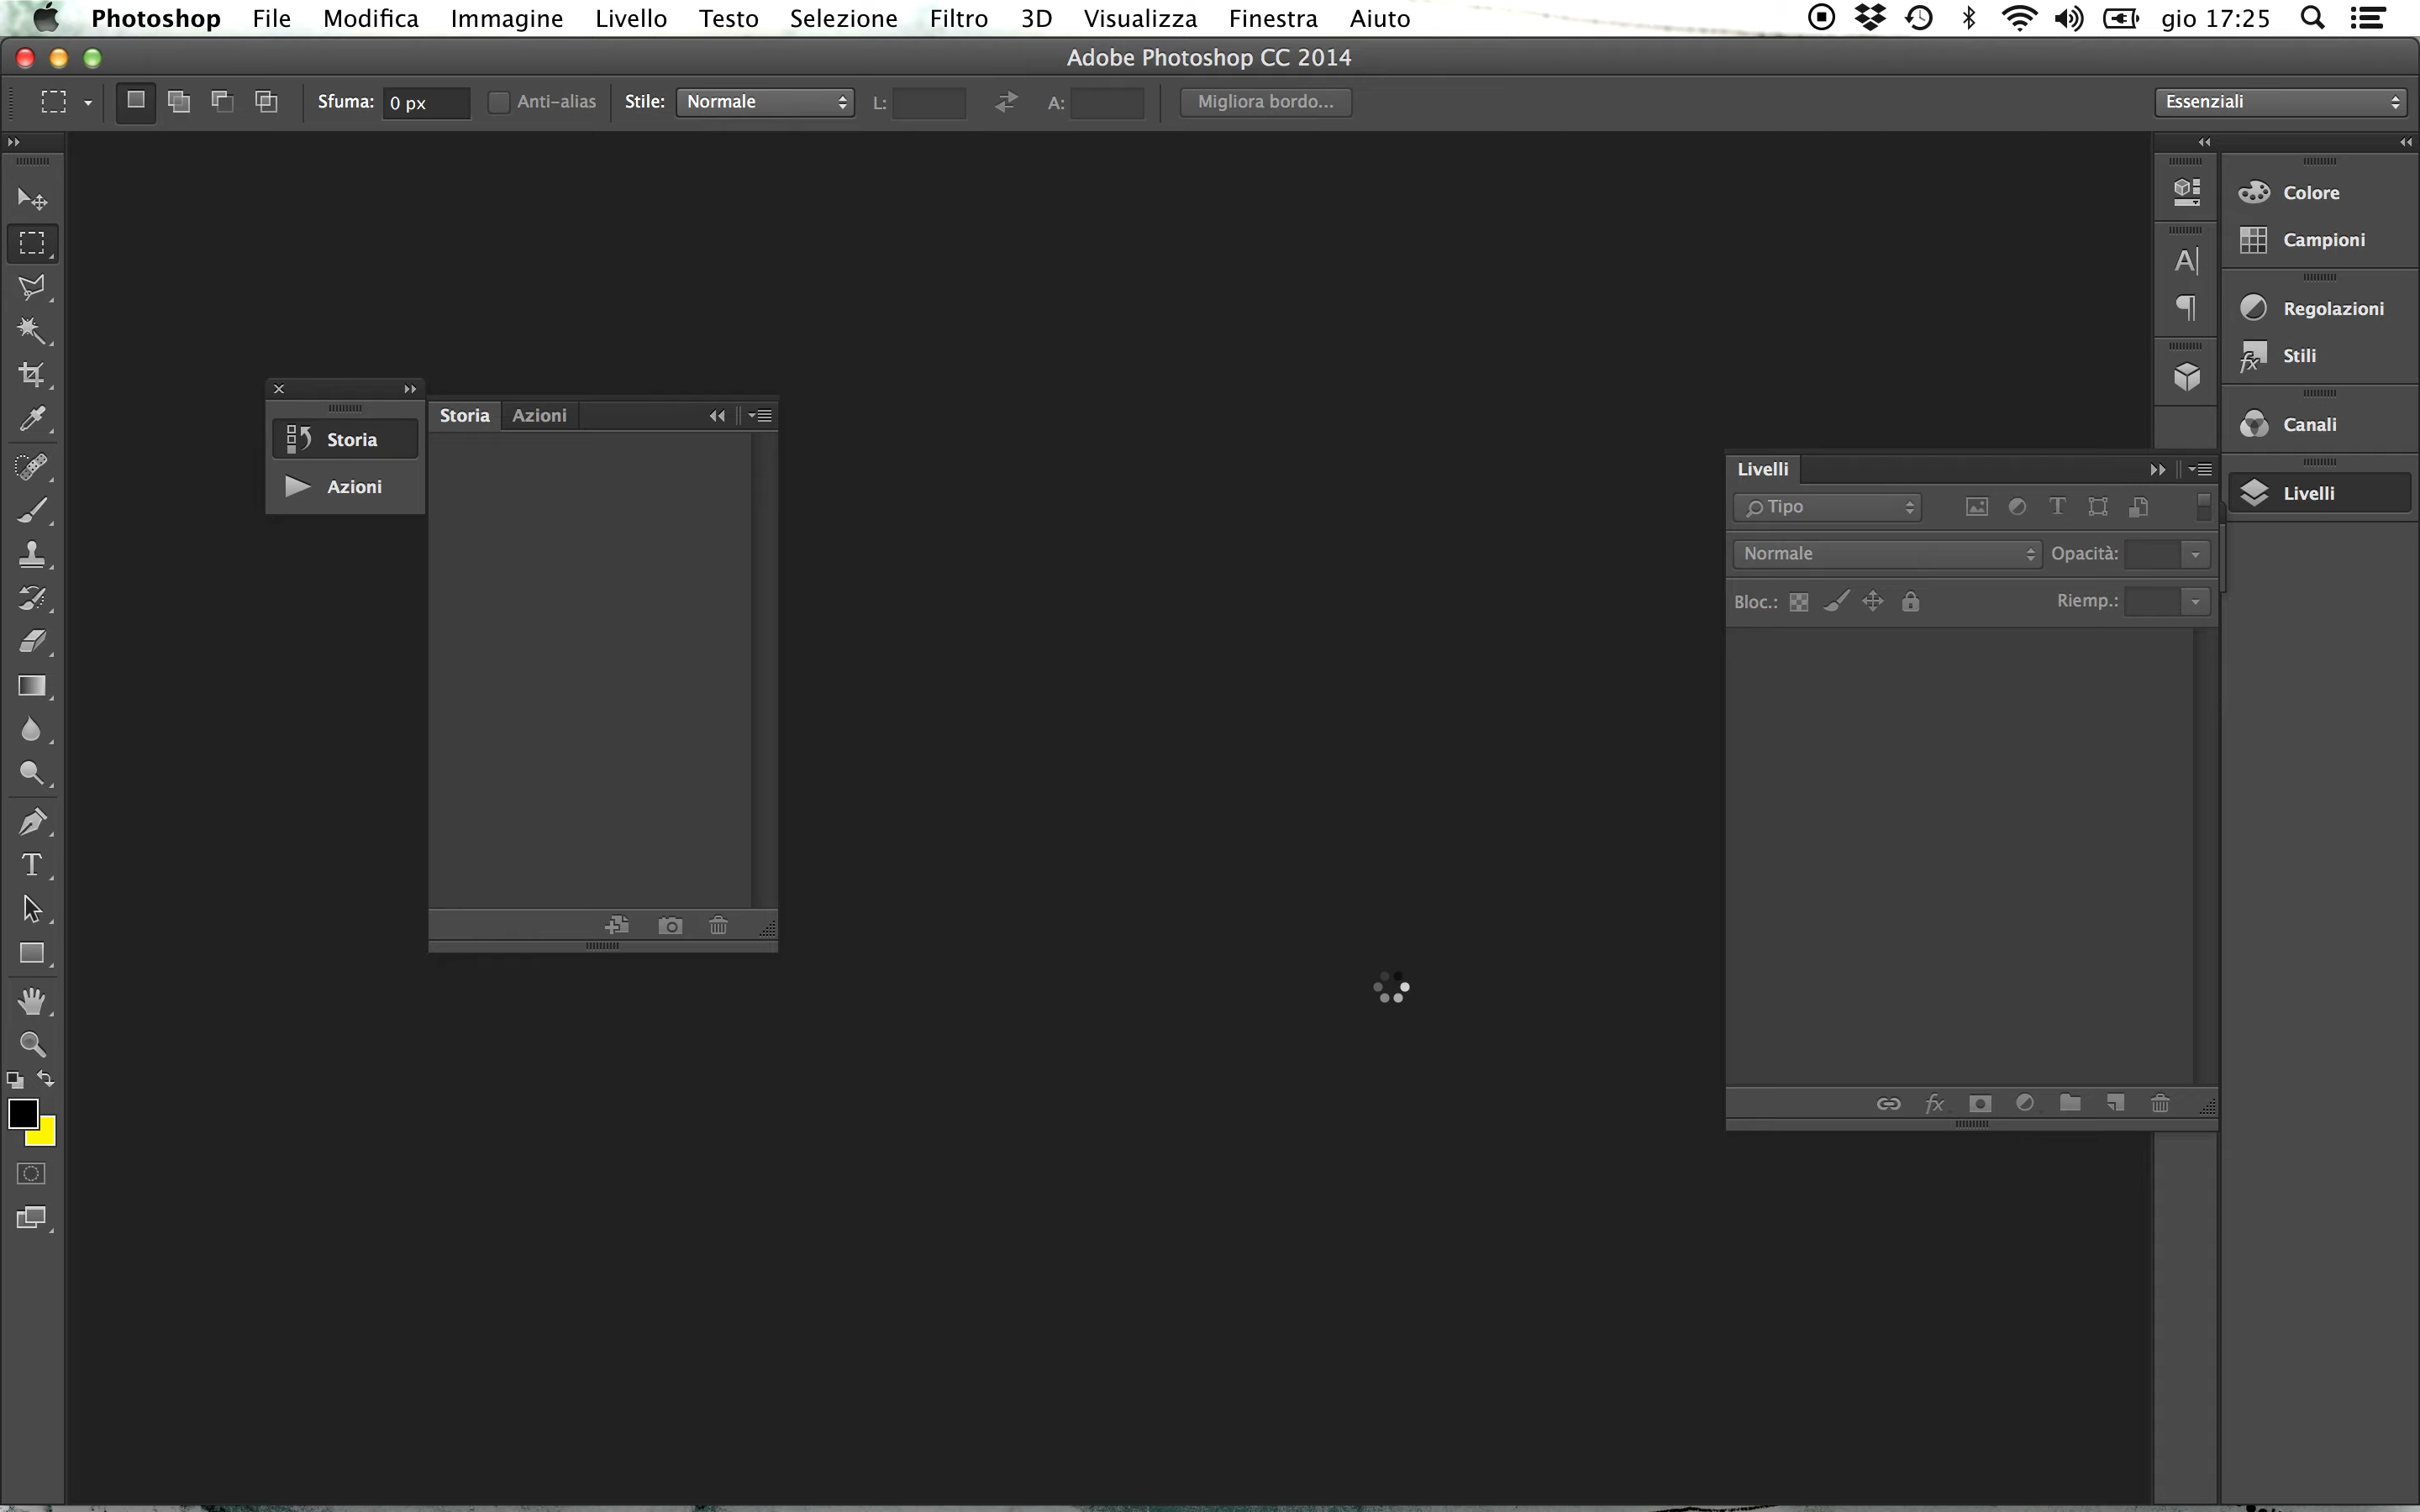 Photoshop File Modifica Immagine Livello Testo Selezione Filtro 3D Visualizza Finestra Aiuto gio 17:25
Adobe Photoshop CC 2014
Sfuma: 0 px Anti-alias Stile: Normale L: A: Migliora bordo... Essenziali
Colore
Campioni
Regolazioni
Stili
Canali
Livelli
Storia
Azioni
Storia Azioni
Livelli
Tipo
Normale Opacità:
Bloc.: Riemp.: